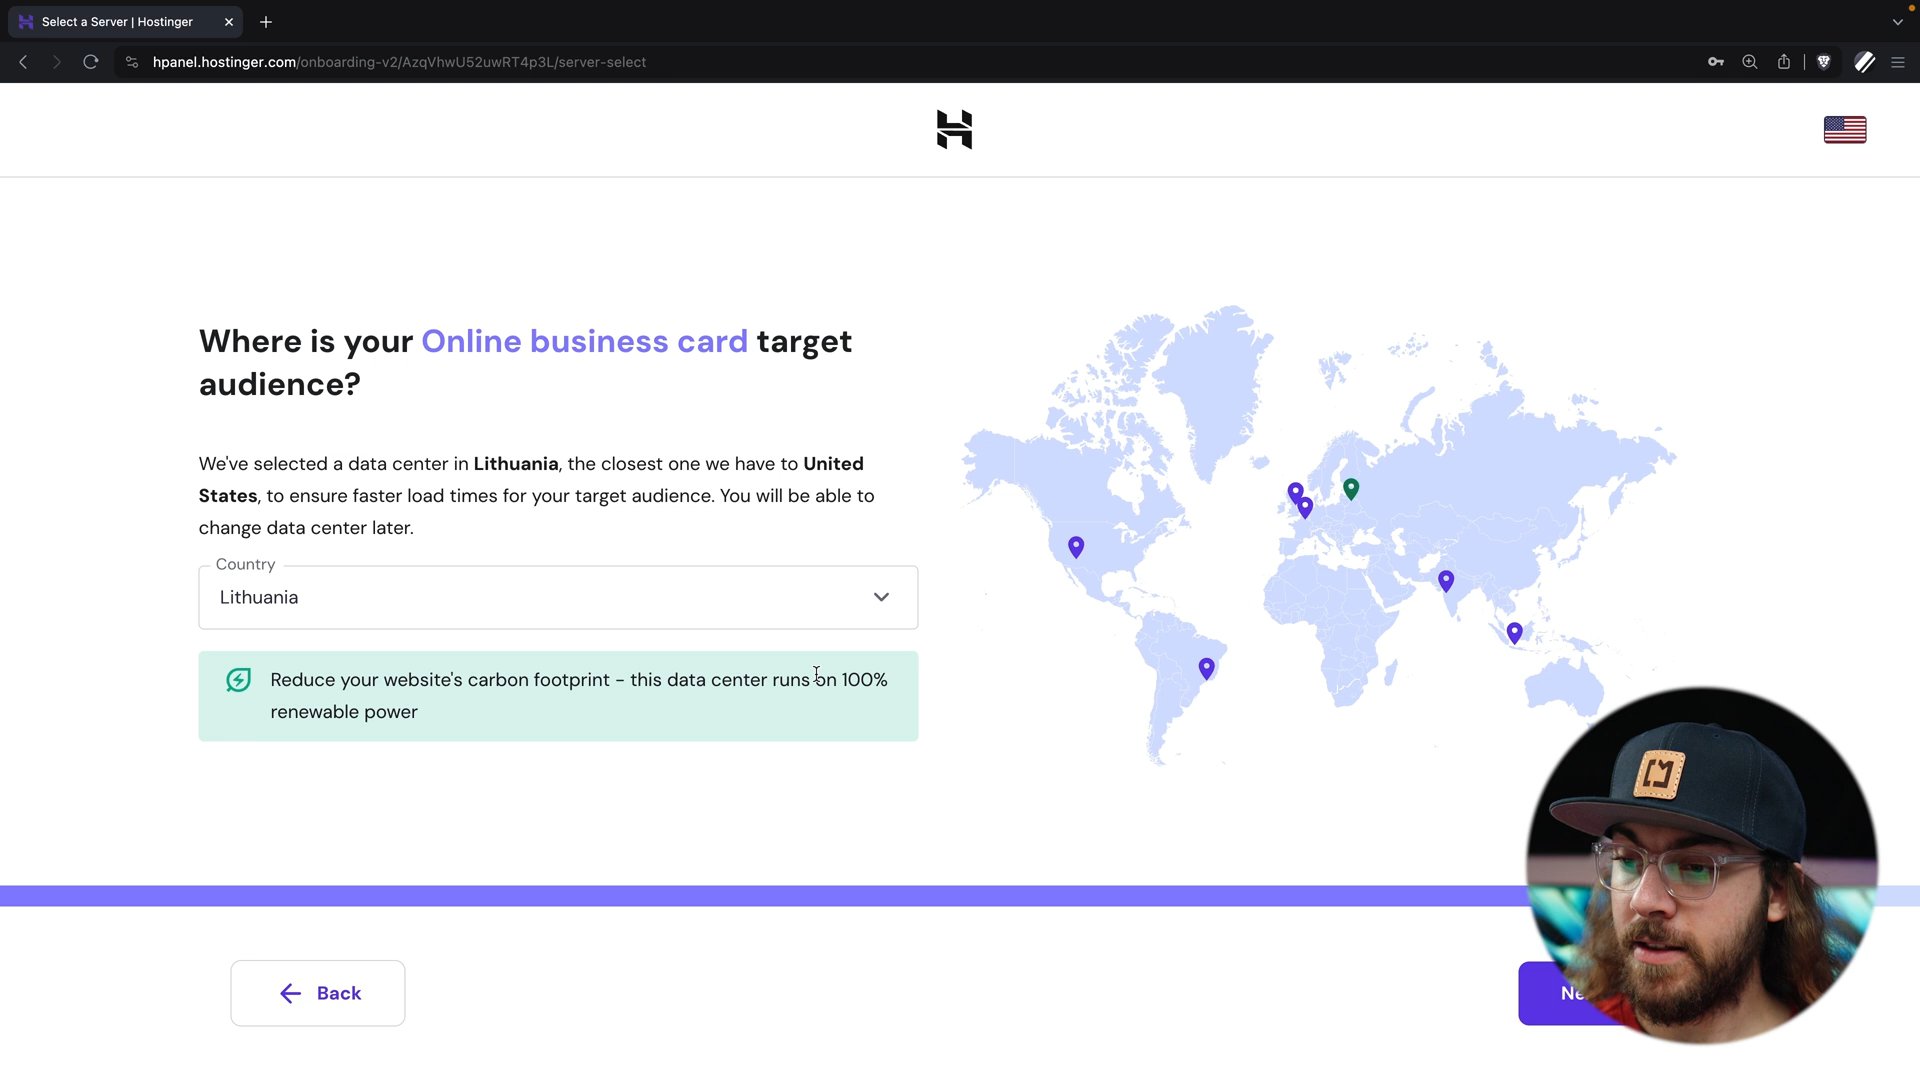 Select a Server | Hostinger
hpanel.hostinger.com/onboarding-v2/AzqVhwU52uwRT4p3L/server-select
Where is your Online business card target
audience?
We've selected a data center in Lithuania, the closest one we have to United
States, to ensure faster load times for your target audience. You will be able to
change data center later.
Country
Lithuania
Reduce your website's carbon footprint - this data center runs on 100%
renewable power
Back